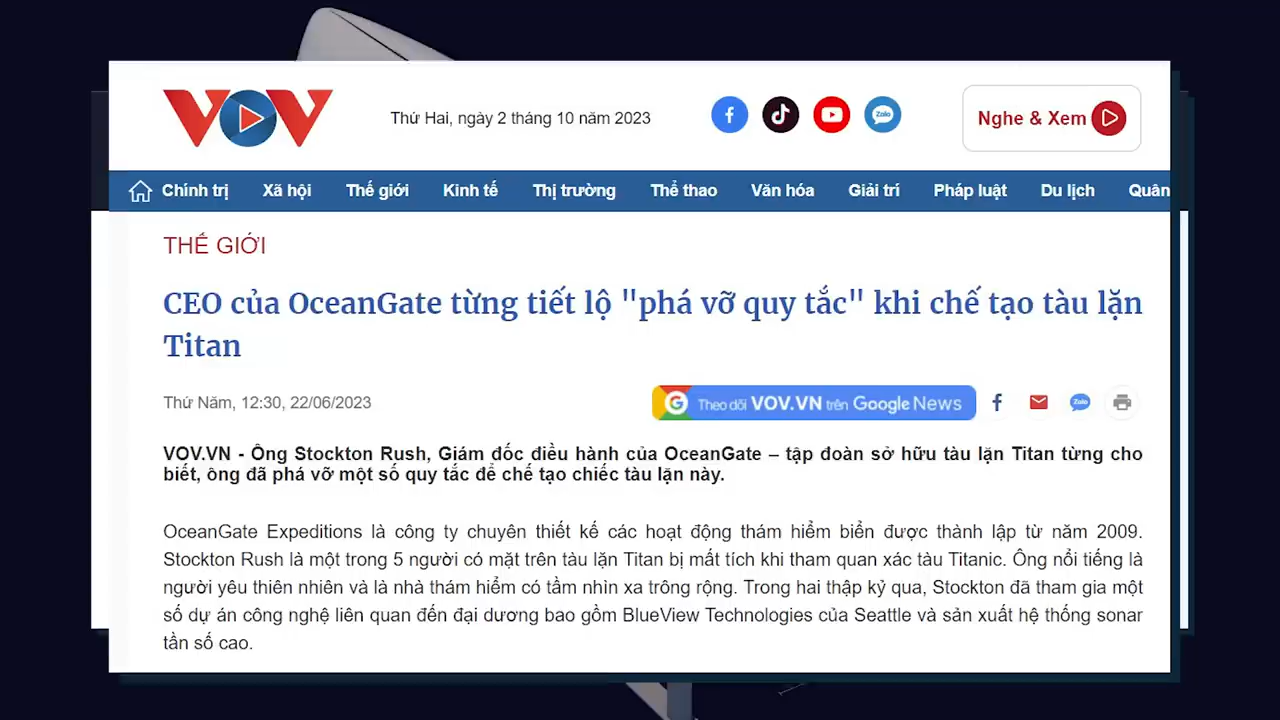 VOV
Thứ Hai, ngày 2 tháng 10 năm 2023
Zalo
Nghe & Xem
Chính trị Xã hội Thế giới Kinh tế Thị trường Thể thao Văn hóa Giải trí Pháp luật Du lịch Quân
THẾ GIỚI
CEO của OceanGate từng tiết lộ "phá vỡ quy tắc" khi chế tạo tàu lặn
Titan
Thứ Năm, 12:30, 22/06/2023
Theo dõi VOV.VN trên Google News
Zalo
VOV.VN - Ông Stockton Rush, Giám đốc điều hành của OceanGate – tập đoàn sở hữu tàu lặn Titan từng cho
biết, ông đã phá vỡ một số quy tắc để chế tạo chiếc tàu lặn này.
OceanGate Expeditions là công ty chuyên thiết kế các hoạt động thám hiểm biển được thành lập từ năm 2009.
Stockton Rush là một trong 5 người có mặt trên tàu lặn Titan bị mất tích khi tham quan xác tàu Titanic. Ông nổi tiếng là
người yêu thiên nhiên và là nhà thám hiểm có tầm nhìn xa trông rộng. Trong hai thập kỷ qua, Stockton đã tham gia một
số dự án công nghệ liên quan đến đại dương bao gồm BlueView Technologies của Seattle và sản xuất hệ thống sonar
tần số cao.